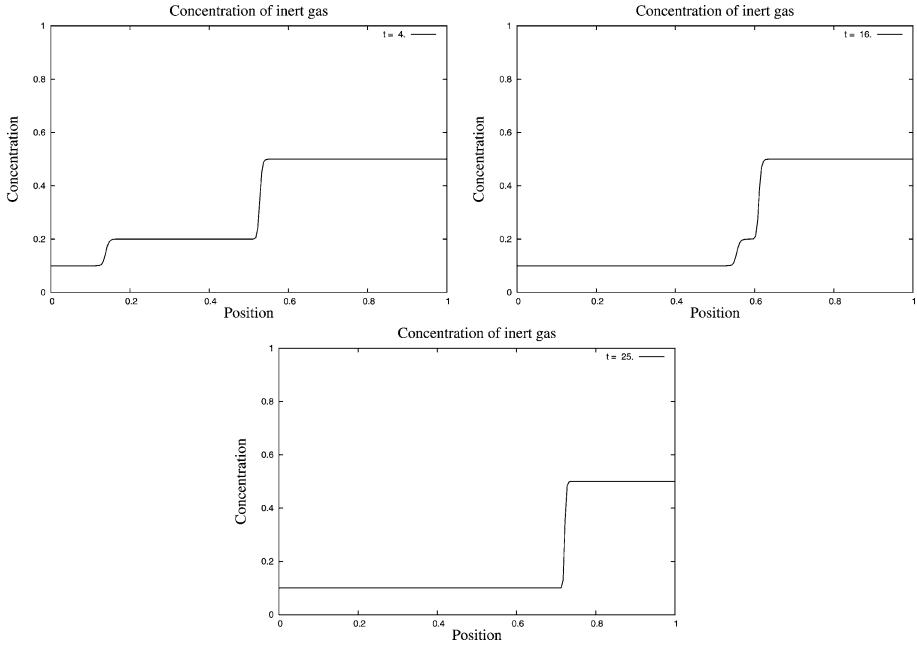 Concentration of inert gas
t = 4.
1
0.8
0.6
0.4
0.2
0
Concentration
0 0.2 0.4 0.6 0.8 1
Position
Concentration of inert gas
t = 16.
1
0.8
0.6
0.4
0.2
0
Concentration
0 0.2 0.4 0.6 0.8 1
Position
Concentration of inert gas
t = 25.
1
0.8
0.6
0.4
0.2
0
Concentration
0 0.2 0.4 0.6 0.8 1
Position